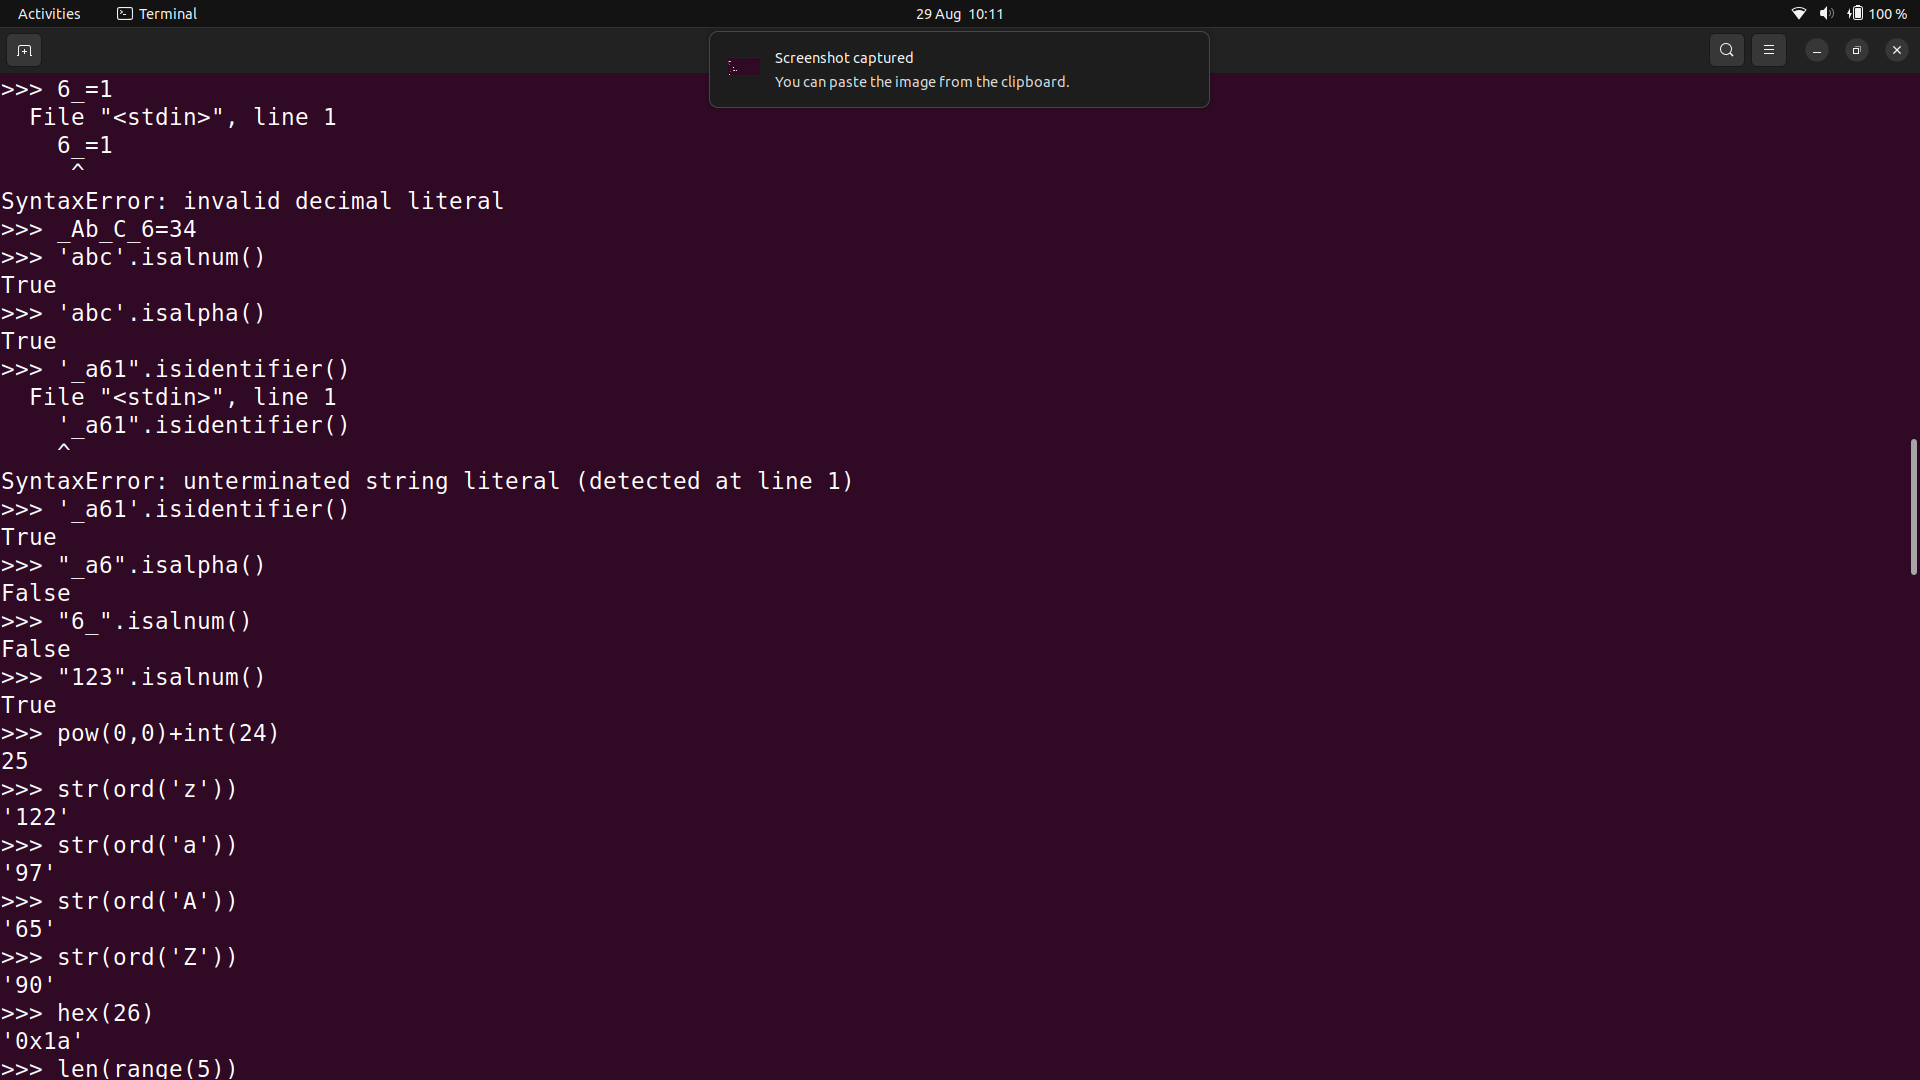 Activities Terminal 29 Aug 10:11 100 %
Screenshot captured
You can paste the image from the clipboard.
>>> 6_=1
  File "<stdin>", line 1
    6_=1
     ^
SyntaxError: invalid decimal literal
>>> _Ab_C_6=34
>>> 'abc'.isalnum()
True
>>> 'abc'.isalpha()
True
>>> '_a61".isidentifier()
  File "<stdin>", line 1
    '_a61".isidentifier()
    ^
SyntaxError: unterminated string literal (detected at line 1)
>>> '_a61'.isidentifier()
True
>>> "_a6".isalpha()
False
>>> "6_".isalnum()
False
>>> "123".isalnum()
True
>>> pow(0,0)+int(24)
25
>>> str(ord('z'))
'122'
>>> str(ord('a'))
'97'
>>> str(ord('A'))
'65'
>>> str(ord('Z'))
'90'
>>> hex(26)
'0x1a'
>>> len(range(5))